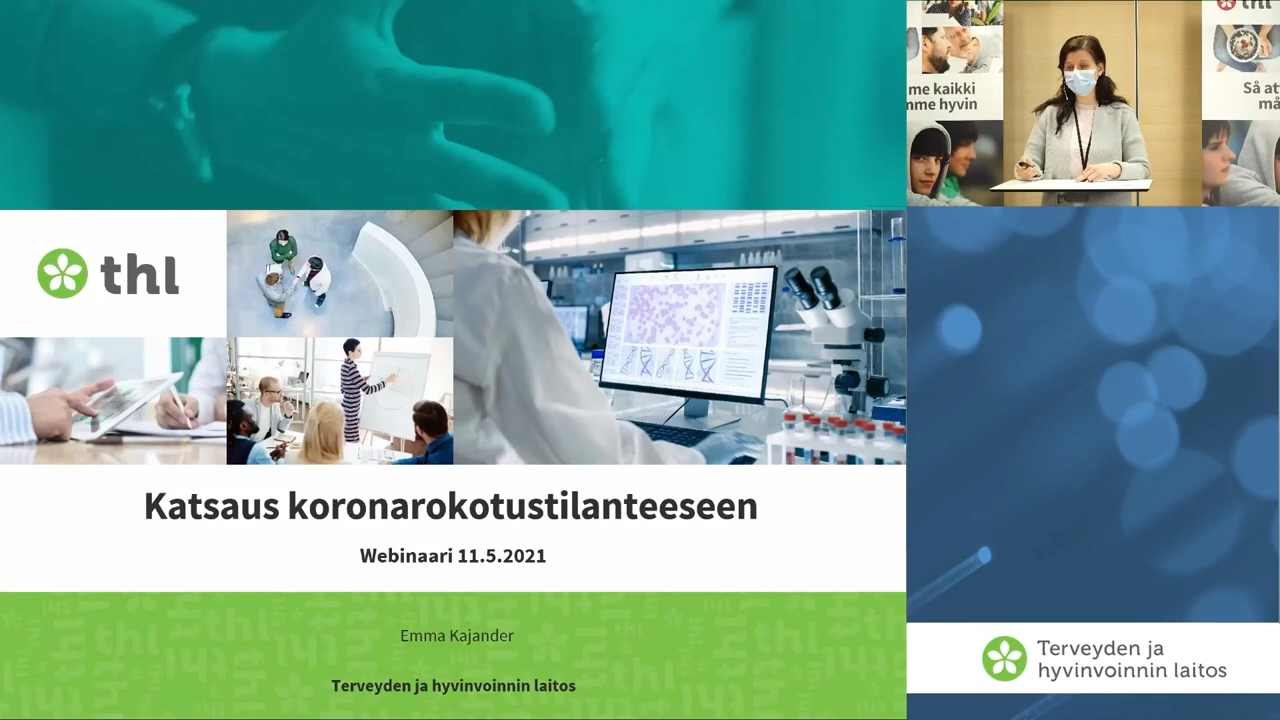 thl
me kaikki
mme hyvin
thl
Så at
må
Katsaus koronarokotustilanteeseen
Webinaari 11.5.2021
Emma Kajander
Terveyden ja hyvinvoinnin laitos
Terveyden ja
hyvinvoinnin laitos